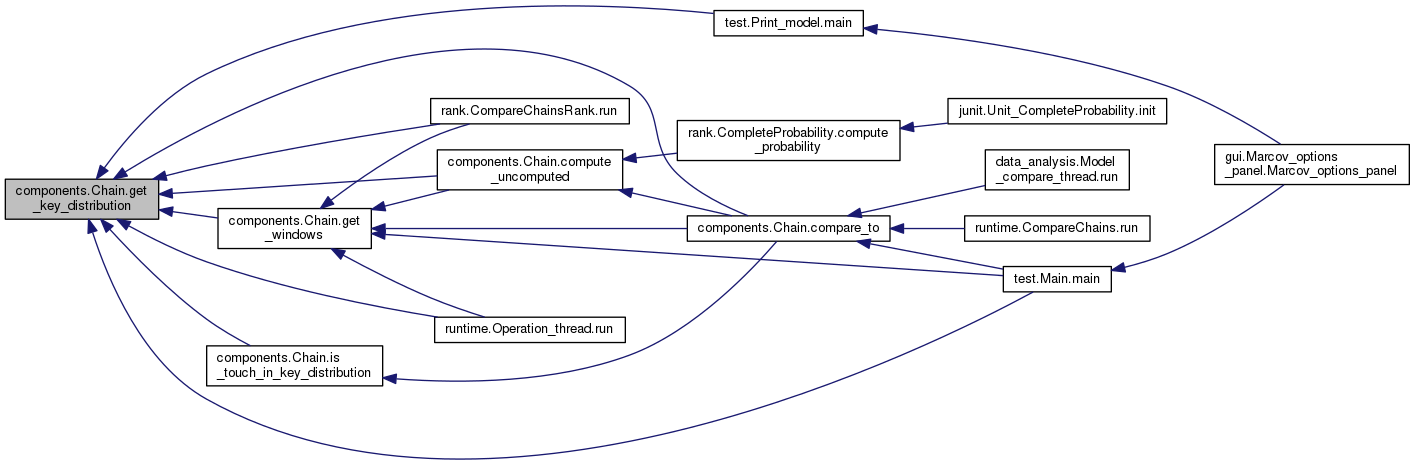 test.Print_model.main
rank.CompareChainsRank.run
junit.Unit_CompleteProbability.init
rank.CompleteProbability.compute
_probability
components.Chain.compute
_uncomputed
data_analysis.Model
_compare_thread.run
gui.Marcov_options
_panel.Marcov_options_panel
components.Chain.get
_key_distribution
components.Chain.get
_windows
components.Chain.compare_to
runtime.CompareChains.run
test.Main.main
runtime.Operation_thread.run
components.Chain.is
_touch_in_key_distribution